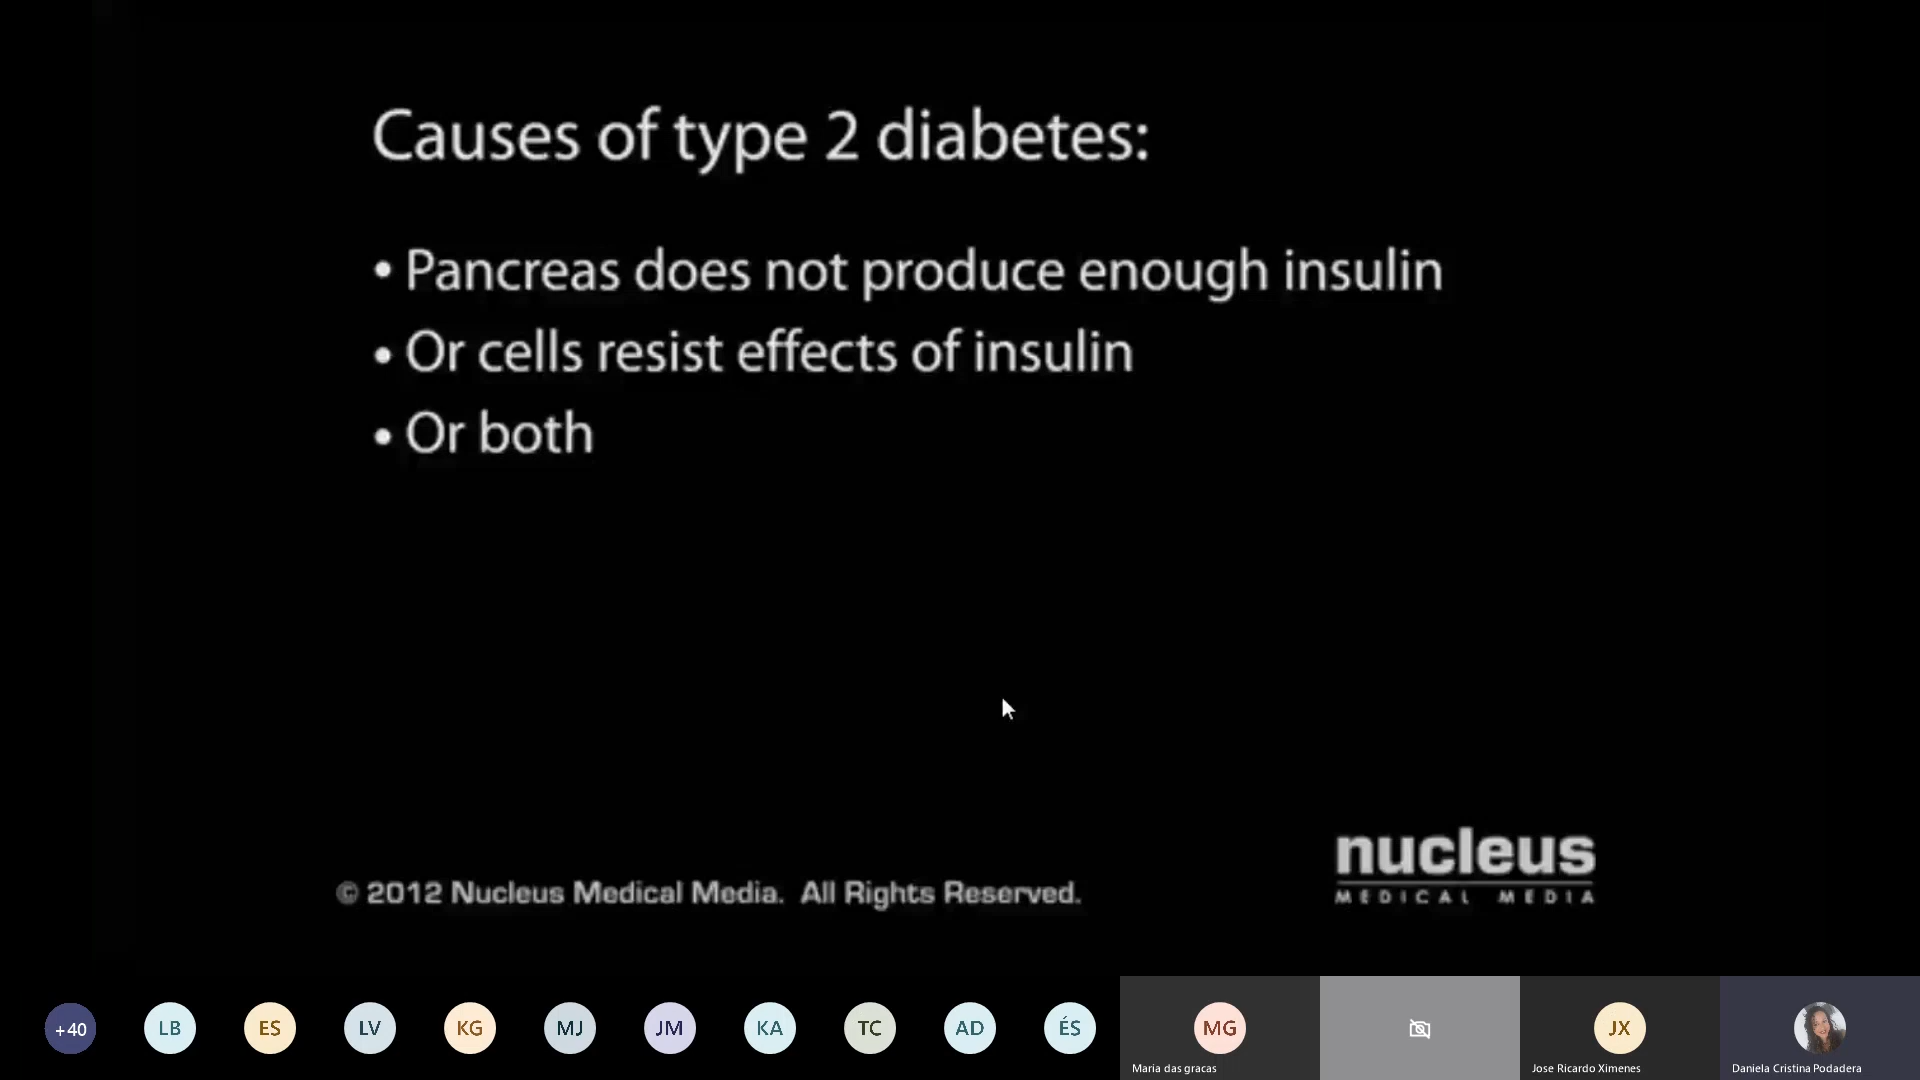 Causes of type 2 diabetes:
• Pancreas does not produce enough insulin
• Or cells resist effects of insulin
• Or both
© 2012 Nucleus Medical Media. All Rights Reserved.
nucleus
MEDICAL MEDIA
+40
LB
ES
LV
KG
MJ
JM
KA
TC
AD
ÉS
MG
JX
Maria das gracas
Jose Ricardo Ximenes
Daniela Cristina Podadera